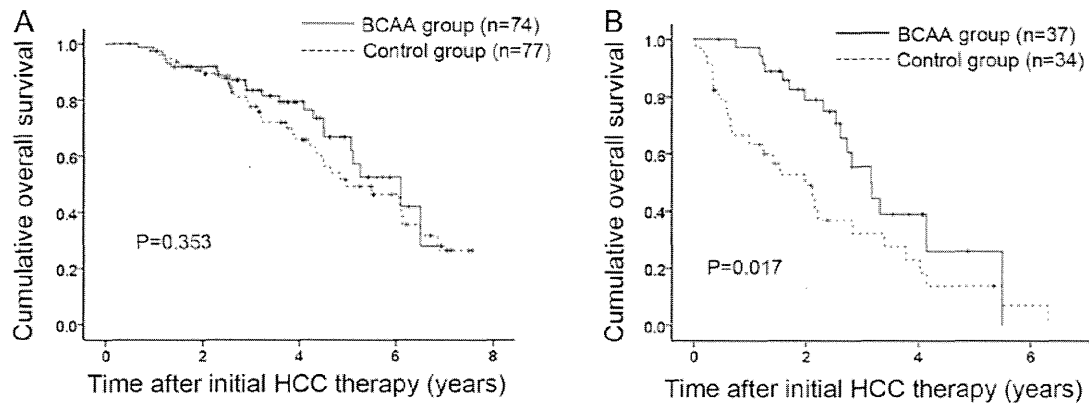 A
BCAA group (n=74)
Control group (n=77)
Cumulative overall survival
1.0
0.8
0.6
0.4
0.2
0.0
P=0.353
0 2 4 6 8
Time after initial HCC therapy (years)
B
BCAA group (n=37)
Control group (n=34)
Cumulative overall survival
1.0
0.8
0.6
0.4
0.2
0.0
P=0.017
0 2 4 6
Time after initial HCC therapy (years)